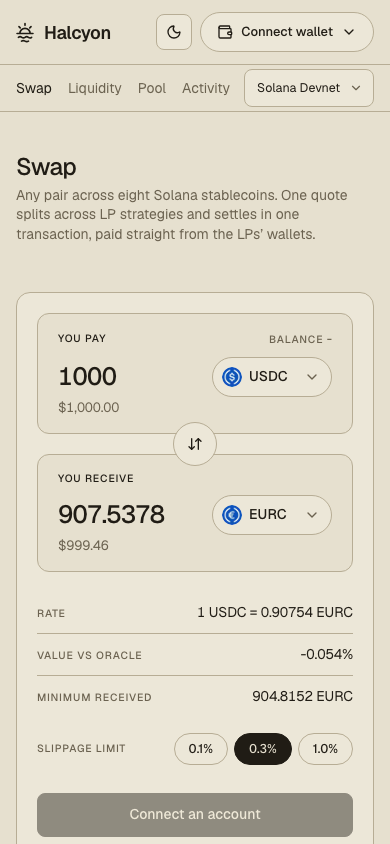 Halcyon
Connect wallet
Swap Liquidity Pool Activity Solana Devnet
Swap
Any pair across eight Solana stablecoins. One quote
splits across LP strategies and settles in one
transaction, paid straight from the LPs’ wallets.
YOU PAY BALANCE –
1000 USDC
$1,000.00
YOU RECEIVE
907.5378 EURC
$999.46
RATE 1 USDC = 0.90754 EURC
VALUE VS ORACLE -0.054%
MINIMUM RECEIVED 904.8152 EURC
SLIPPAGE LIMIT 0.1% 0.3% 1.0%
Connect an account